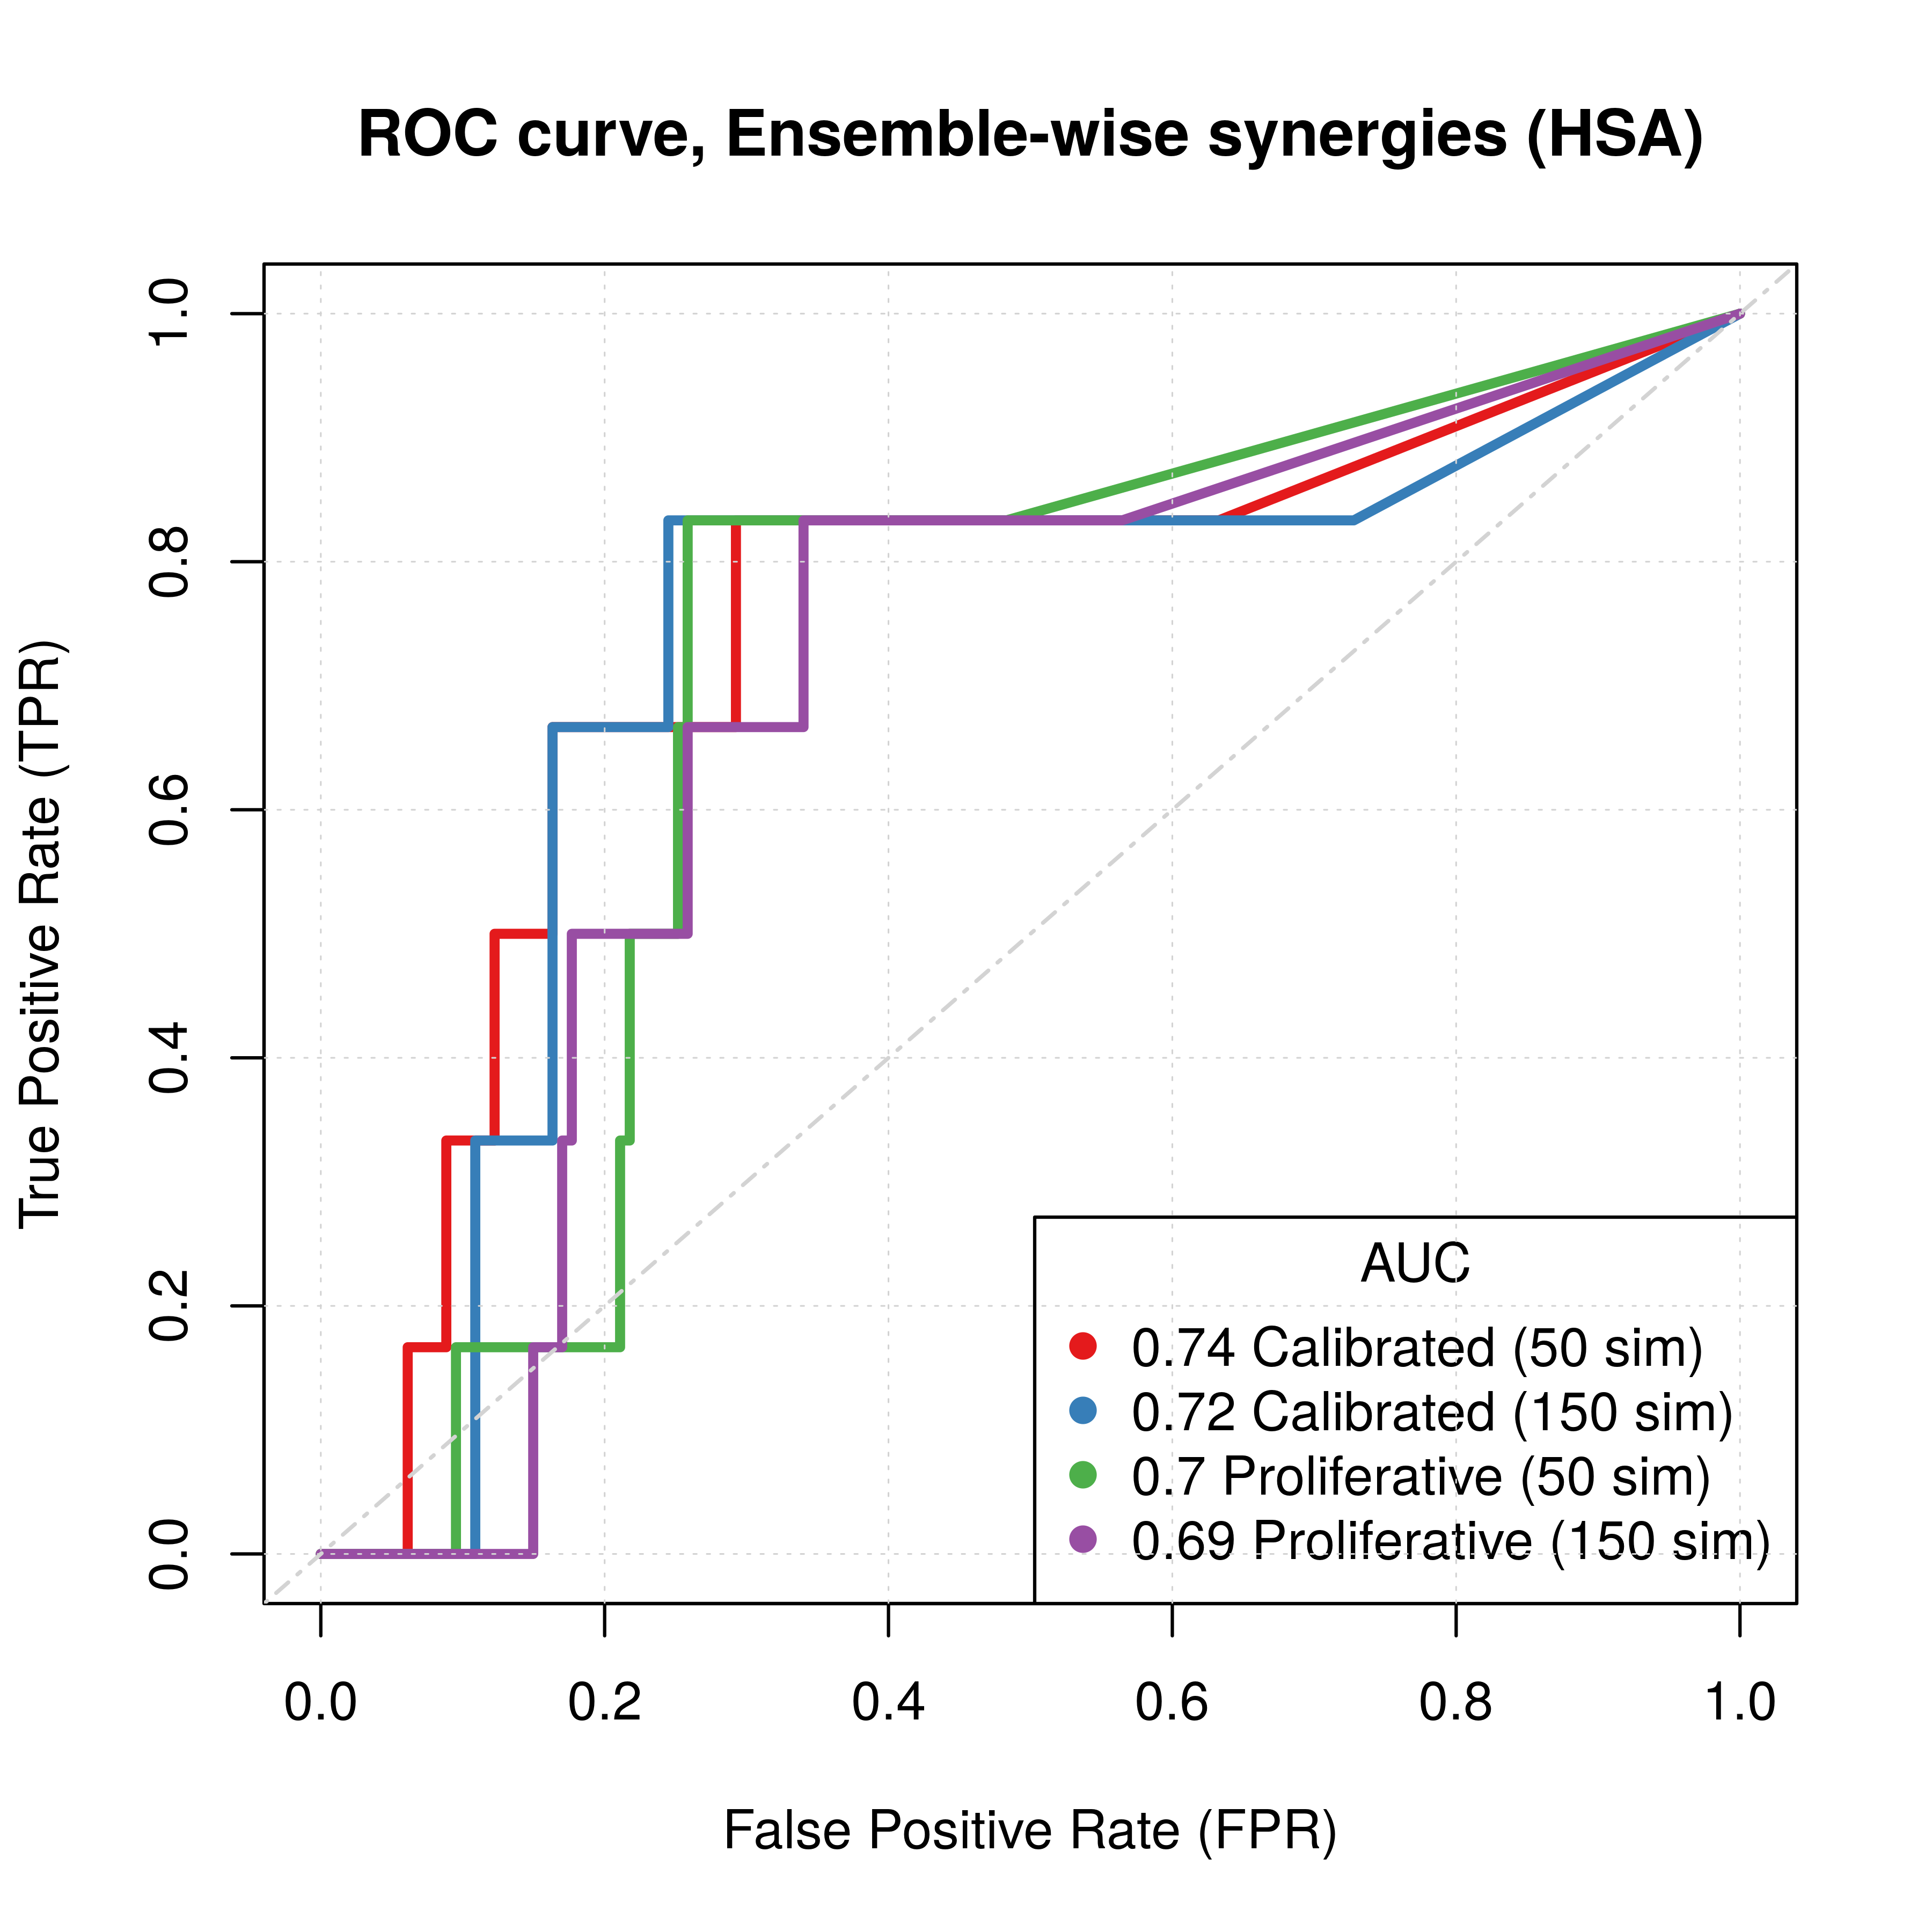 ROC curve, Ensemble-wise synergies (HSA)
True Positive Rate (TPR)
1.0
0.8
0.6
0.4
0.2
0.0
AUC
0.74 Calibrated (50 sim)
0.72 Calibrated (150 sim)
0.7 Proliferative (50 sim)
0.69 Proliferative (150 sim)
0.0 0.2 0.4 0.6 0.8 1.0
False Positive Rate (FPR)